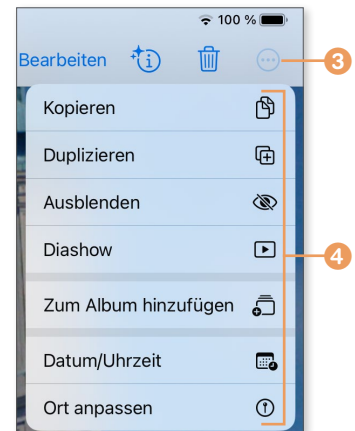 100 %
Bearbeiten
3
Kopieren
Duplizieren
Ausblenden
Diashow
4
Zum Album hinzufügen
Datum/Uhrzeit
Ort anpassen